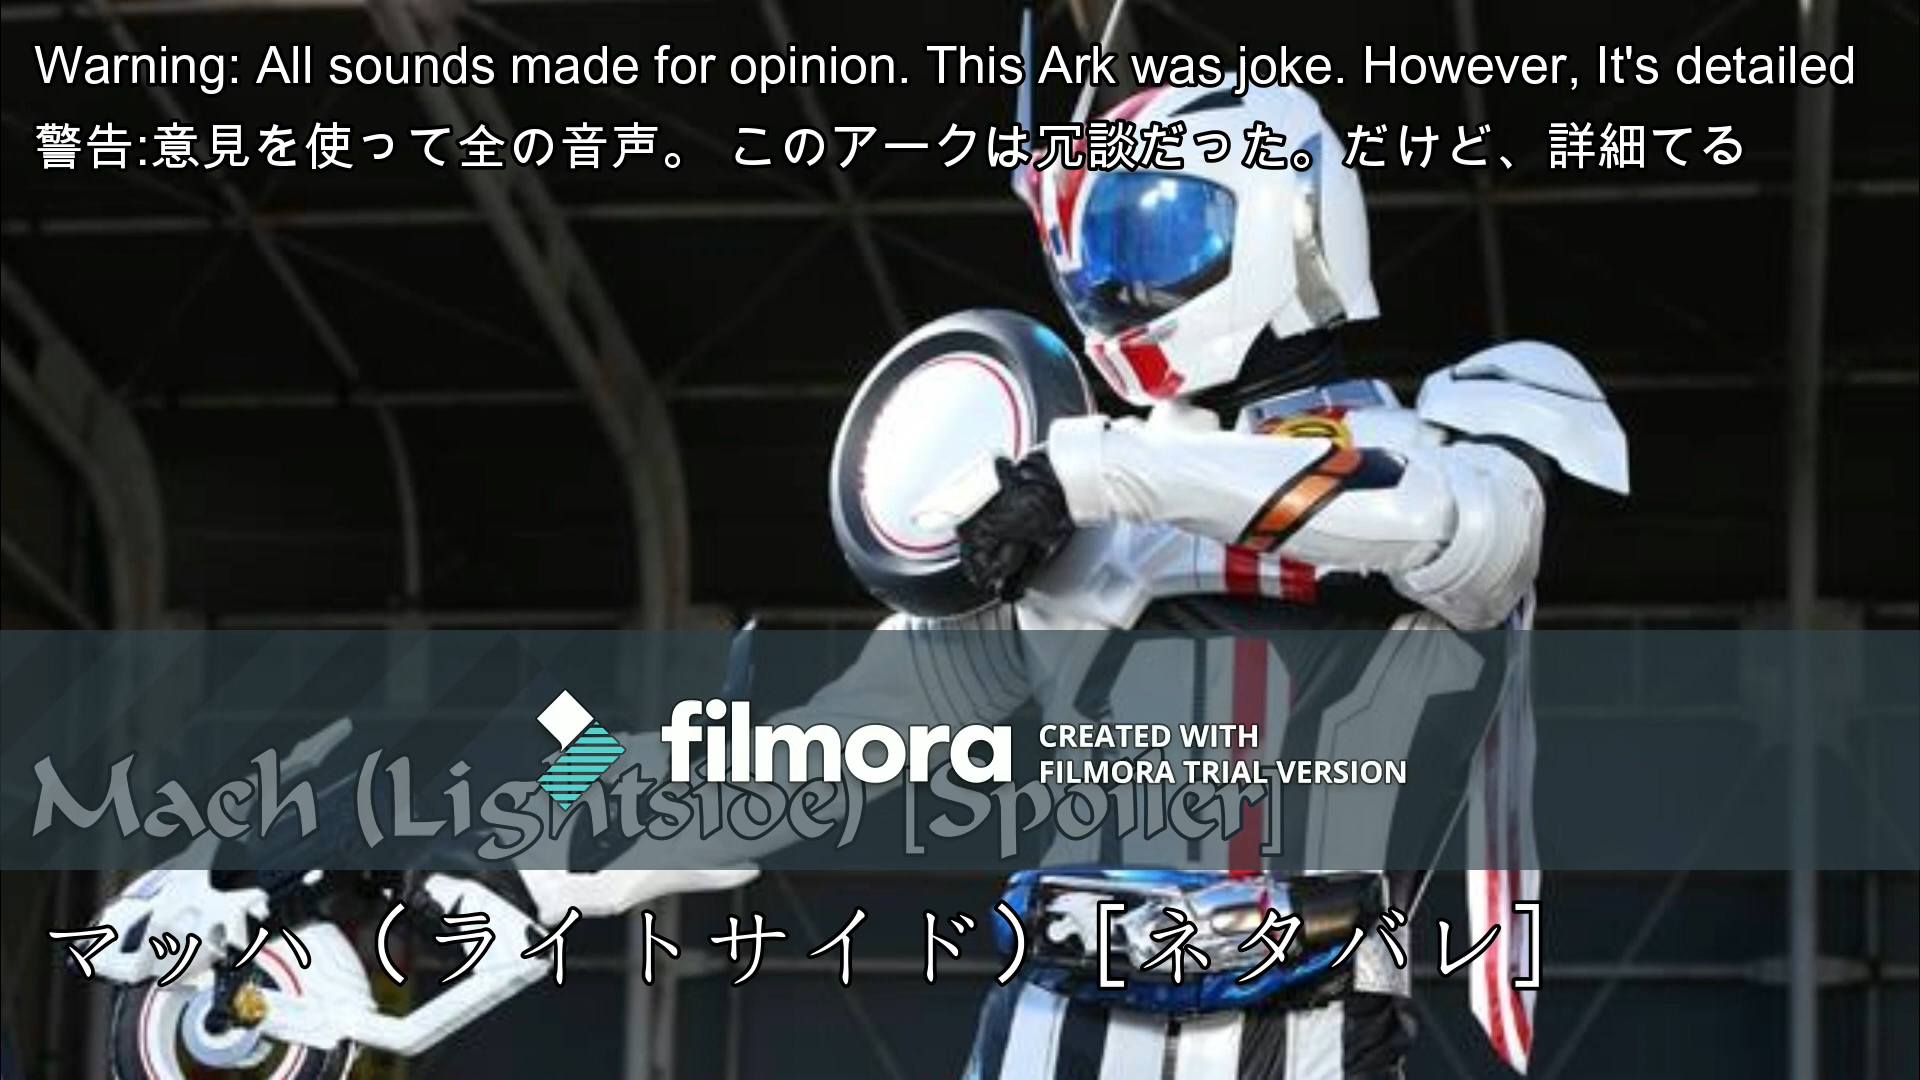 Warning: All sounds made for opinion. This Ark was joke. However, It's detailed
警告:意見を使って全の音声。 このアークは冗談だった。だけど、詳細てる
filmora CREATED WITH
FILMORA TRIAL VERSION
Mach (Lightside) [Spoiler]
マッハ（ライトサイド）[ネタバレ]